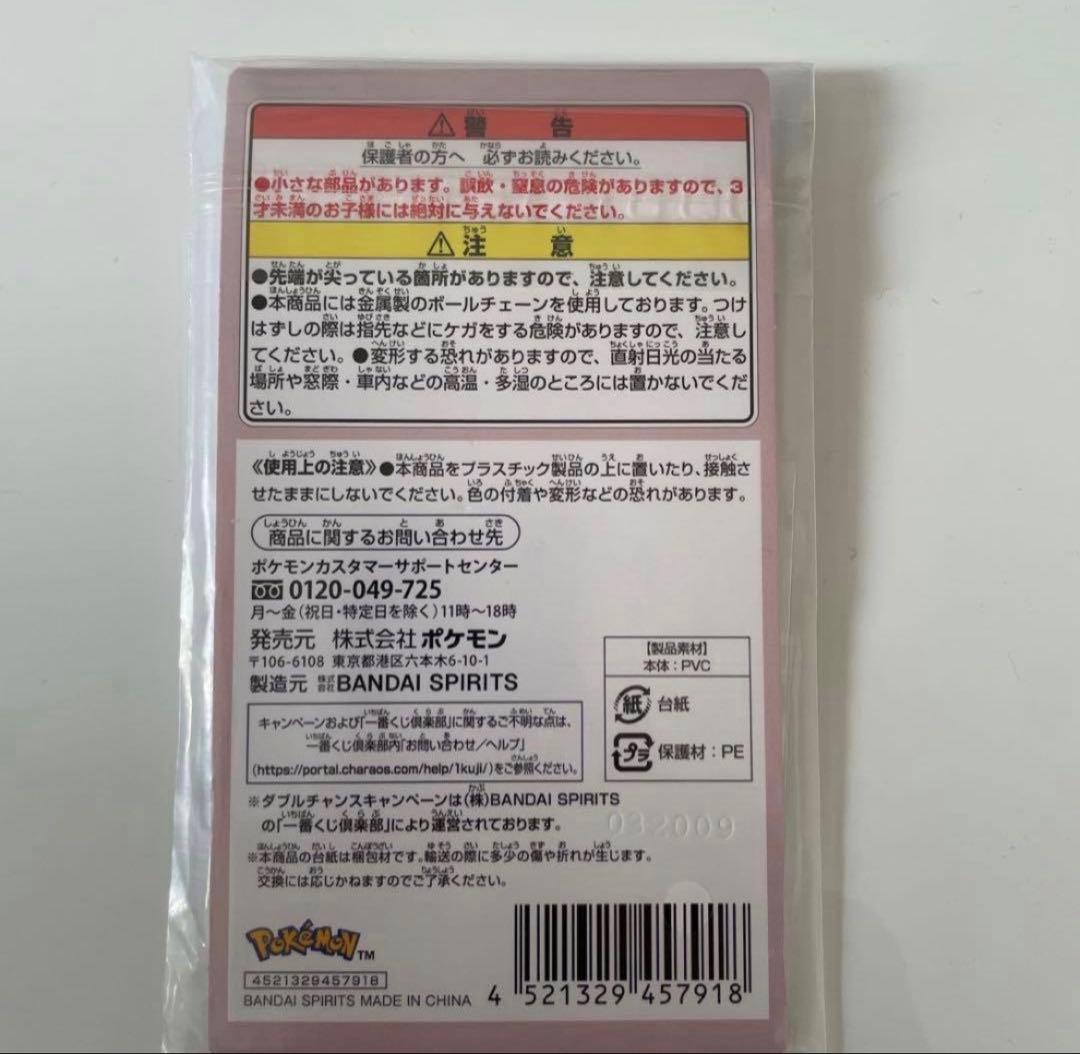 ⚠警告
保護者の方へ 必ずお読みください。
●小さな部品があります。誤飲・窒息の危険がありますので、3
才未満のお子様には絶対に与えないでください。
⚠注意
●先端が尖っている箇所がありますので、注意してください。
●本商品には金属製のボールチェーンを使用しております。つけ
はずしの際は指先などにケガをする危険がありますので、注意し
てください。●変形する恐れがありますので、直射日光の当たる
場所や窓際・車内などの高温・多湿のところには置かないでくだ
さい。
《使用上の注意》●本商品をプラスチック製品の上に置いたり、接触さ
せたままにしないでください。色の付着や変形などの恐れがあります。
商品に関するお問い合わせ先
ポケモンカスタマーサポートセンター
0120-049-725
月〜金(祝日・特定日を除く)11時〜18時
発売元 株式会社ポケモン
〒106-6108 東京都港区六本木6-10-1
製造元 株式会社BANDAI SPIRITS
【製品素材】
本体:PVC
紙 台紙
プラ 保護材:PE
キャンペーンおよび「一番くじ倶楽部」に関するご不明な点は、
一番くじ倶楽部内「お問い合わせ/ヘルプ」
(https://portal.charaos.com/help/1kuji/)をご参照ください。
※ダブルチャンスキャンペーンは(株)BANDAI SPIRITS
の「一番くじ倶楽部」により運営されております。
032009
※本商品の台紙は梱包材です。輸送の際に多少の傷や折れが生じます。
交換には応じかねますのでご了承ください。
POKéMON TM
4521329457918
BANDAI SPIRITS MADE IN CHINA
4 521329 457918